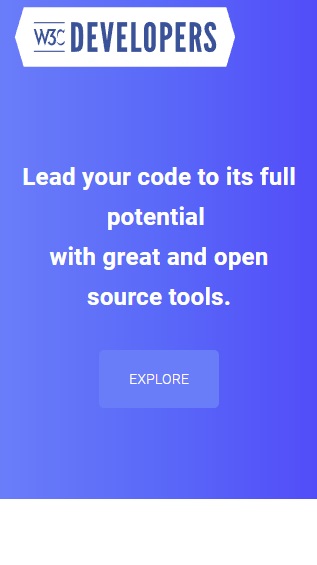 W3C DEVELOPERS
Lead your code to its full
potential
with great and open
source tools.
EXPLORE